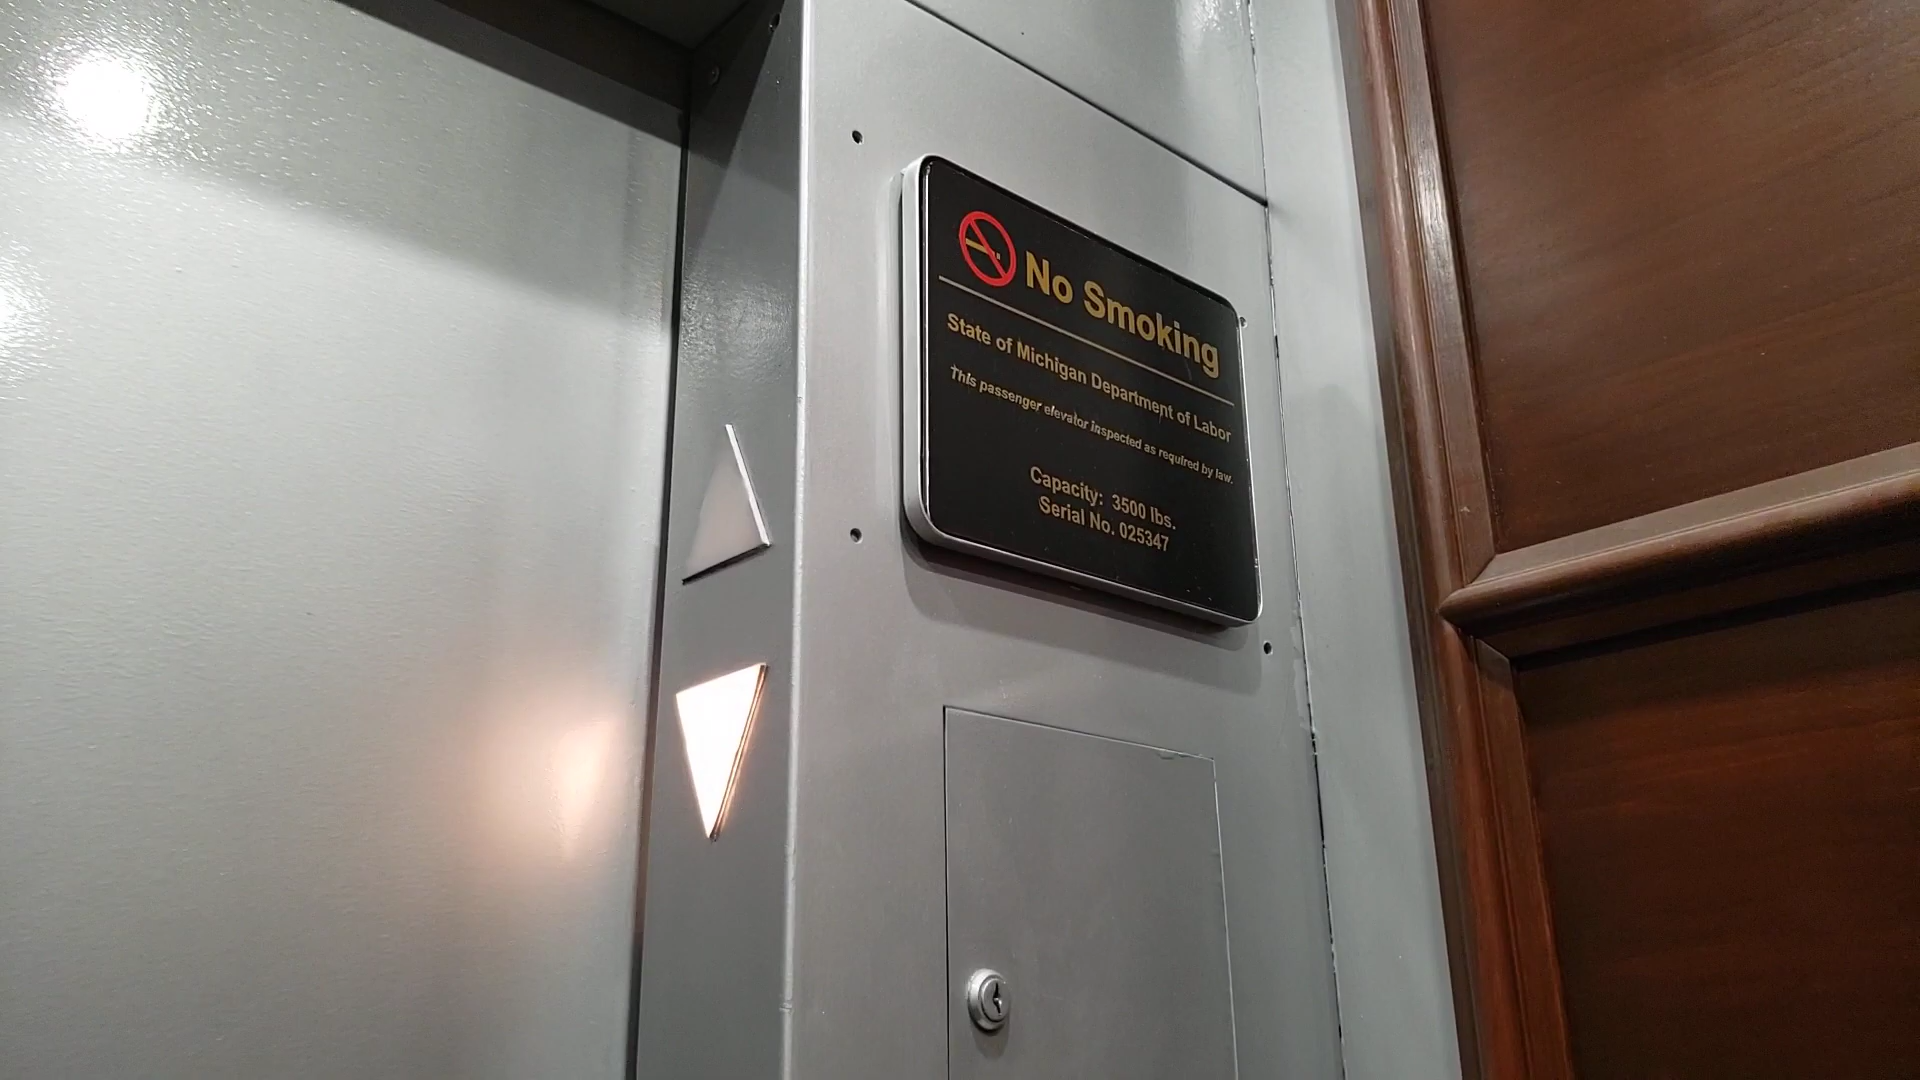 No Smoking
State of Michigan Department of Labor
This passenger elevator inspected as required by law.
Capacity: 3500 lbs.
Serial No. 025347